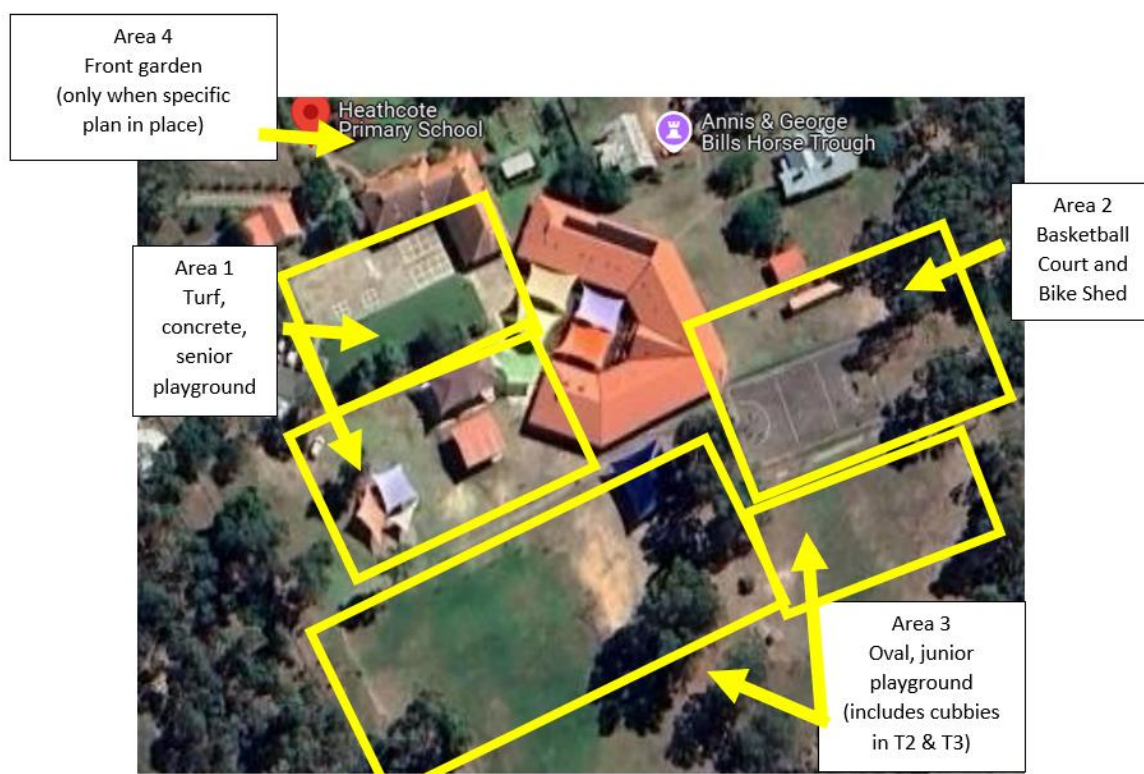 Area 4
Front garden
(only when specific
plan in place)
Heathcote
Primary School
Annis & George
Bills Horse Trough
Area 2
Basketball
Court and
Bike Shed
Area 1
Turf,
concrete,
senior
playground
Area 3
Oval, junior
playground
(includes cubbies
in T2 & T3)